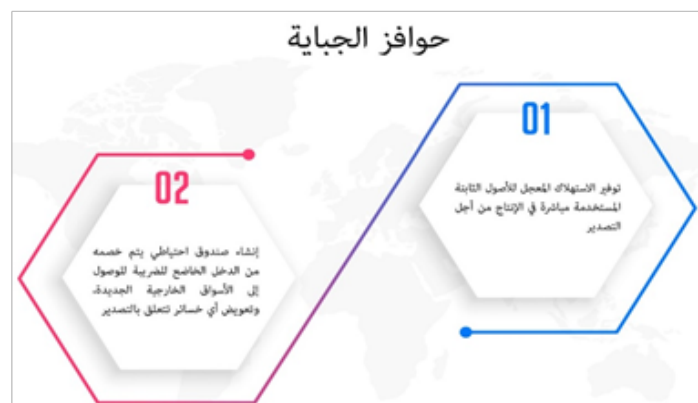 حوافز الجباية
01
توفير الاستهلاك المعجل للأصول الثابتة
المستخدمة مباشرة في الإنتاج من أجل
التصدير
02
إنشاء صندوق احتياطي يتم خصمه
من الدخل الخاضع للضريبة للوصول
إلى الأسواق الخارجية الجديدة،
وتعويض أي خسائر تتعلق بالتصدير